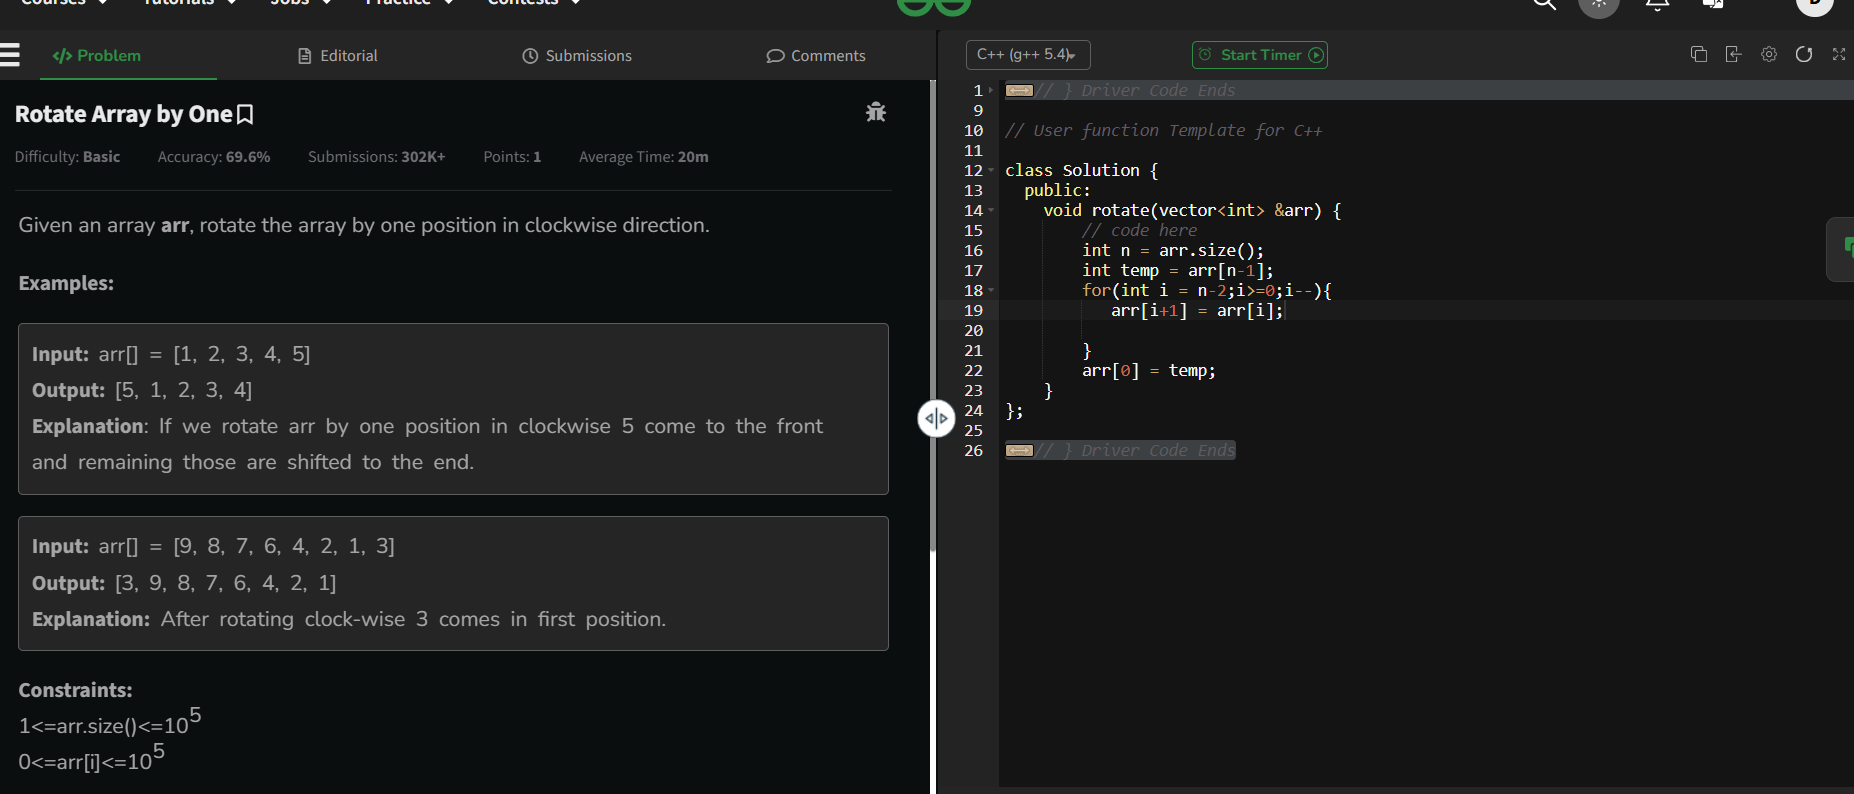 Courses Tutorials Jobs Practice Contests
</> Problem Editorial Submissions Comments
Rotate Array by One
Difficulty: Basic Accuracy: 69.6% Submissions: 302K+ Points: 1 Average Time: 20m
Given an array arr, rotate the array by one position in clockwise direction.
Examples:
Input: arr[] = [1, 2, 3, 4, 5]
Output: [5, 1, 2, 3, 4]
Explanation: If we rotate arr by one position in clockwise 5 come to the front
and remaining those are shifted to the end.
Input: arr[] = [9, 8, 7, 6, 4, 2, 1, 3]
Output: [3, 9, 8, 7, 6, 4, 2, 1]
Explanation: After rotating clock-wise 3 comes in first position.
Constraints:
1<=arr.size()<=10^5
0<=arr[i]<=10^5
C++ (g++ 5.4) Start Timer
1 // } Driver Code Ends
9
10 // User function Template for C++
11
12 class Solution {
13 public:
14 void rotate(vector<int> &arr) {
15 // code here
16 int n = arr.size();
17 int temp = arr[n-1];
18 for(int i = n-2;i>=0;i--){
19 arr[i+1] = arr[i];
20
21 }
22 arr[0] = temp;
23 }
24 };
25
26 // } Driver Code Ends